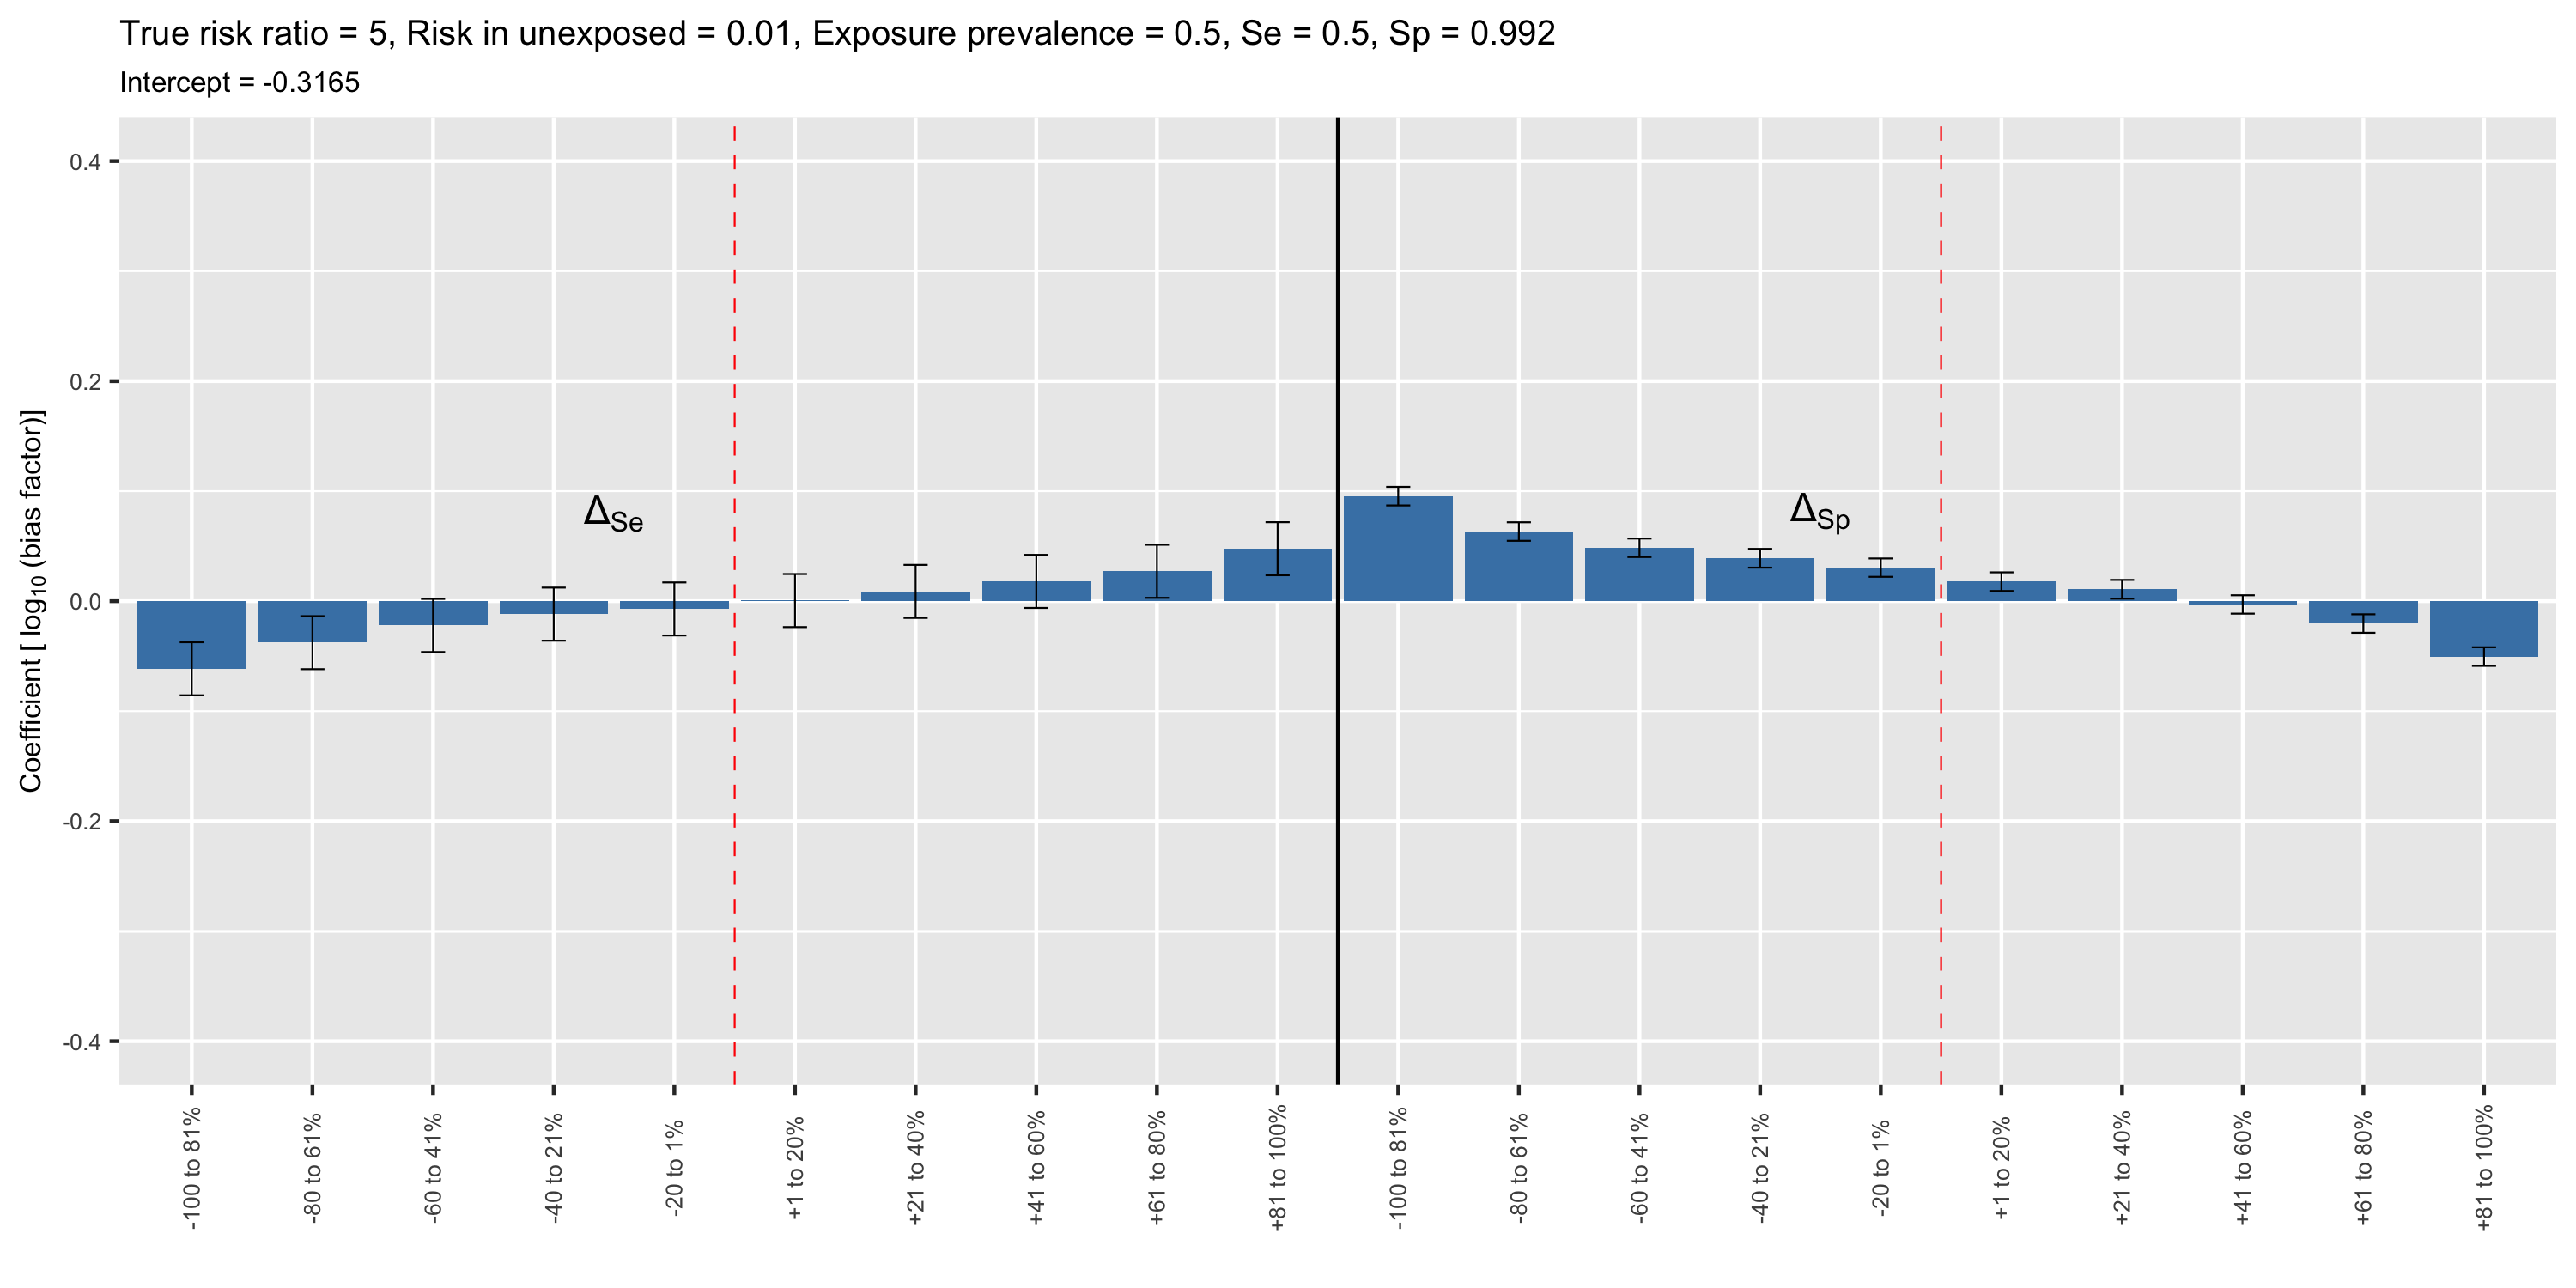 True risk ratio = 5, Risk in unexposed = 0.01, Exposure prevalence = 0.5, Se = 0.5, Sp = 0.992
Intercept = -0.3165
Coefficient [ log10 (bias factor)]
0.4
0.2
0.0
-0.2
-0.4
ΔSe
ΔSp
-100 to 81%
-80 to 61%
-60 to 41%
-40 to 21%
-20 to 1%
+1 to 20%
+21 to 40%
+41 to 60%
+61 to 80%
+81 to 100%
-100 to 81%
-80 to 61%
-60 to 41%
-40 to 21%
-20 to 1%
+1 to 20%
+21 to 40%
+41 to 60%
+61 to 80%
+81 to 100%